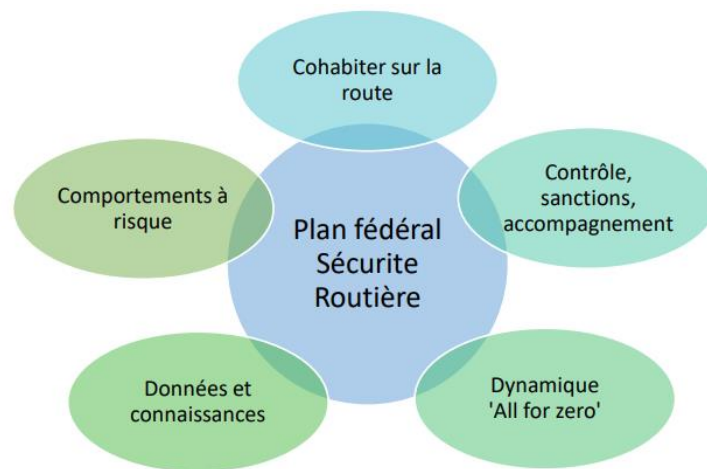 Cohabiter sur la
route
Contrôle,
sanctions,
accompagnement
Dynamique
'All for zero'
Données et
connaissances
Comportements à
risque
Plan fédéral
Sécurite
Routière